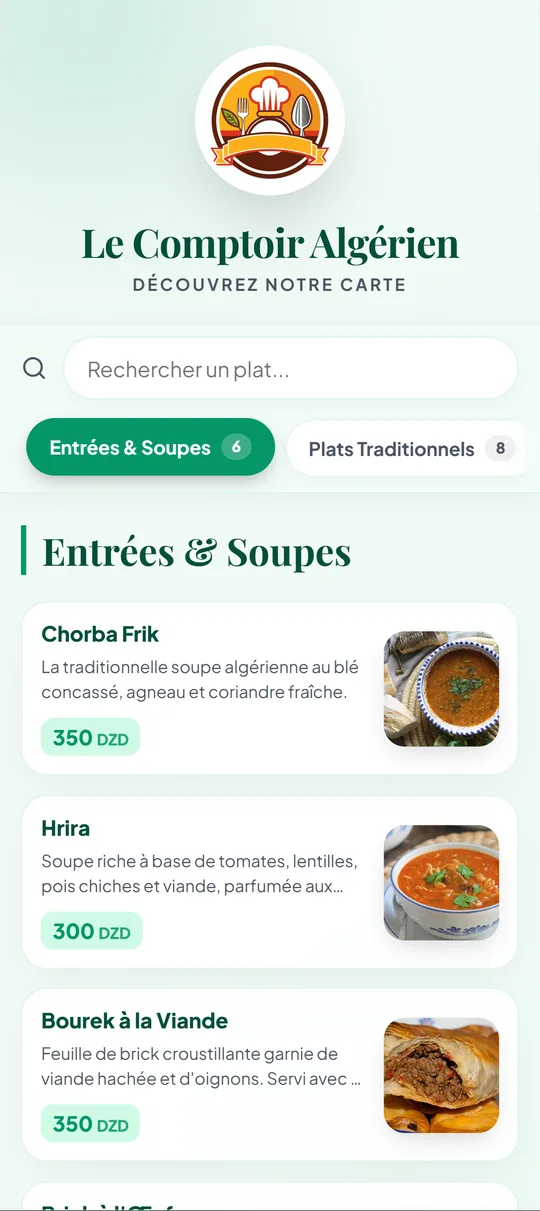 Le Comptoir Algérien
DÉCOUVREZ NOTRE CARTE
Rechercher un plat...
Entrées & Soupes 6
Plats Traditionnels 8
Entrées & Soupes
Chorba Frik
La traditionnelle soupe algérienne au blé
concassé, agneau et coriandre fraîche.
350 DZD
Hrira
Soupe riche à base de tomates, lentilles,
pois chiches et viande, parfumée aux…
300 DZD
Bourek à la Viande
Feuille de brick croustillante garnie de
viande hachée et d'oignons. Servi avec …
350 DZD